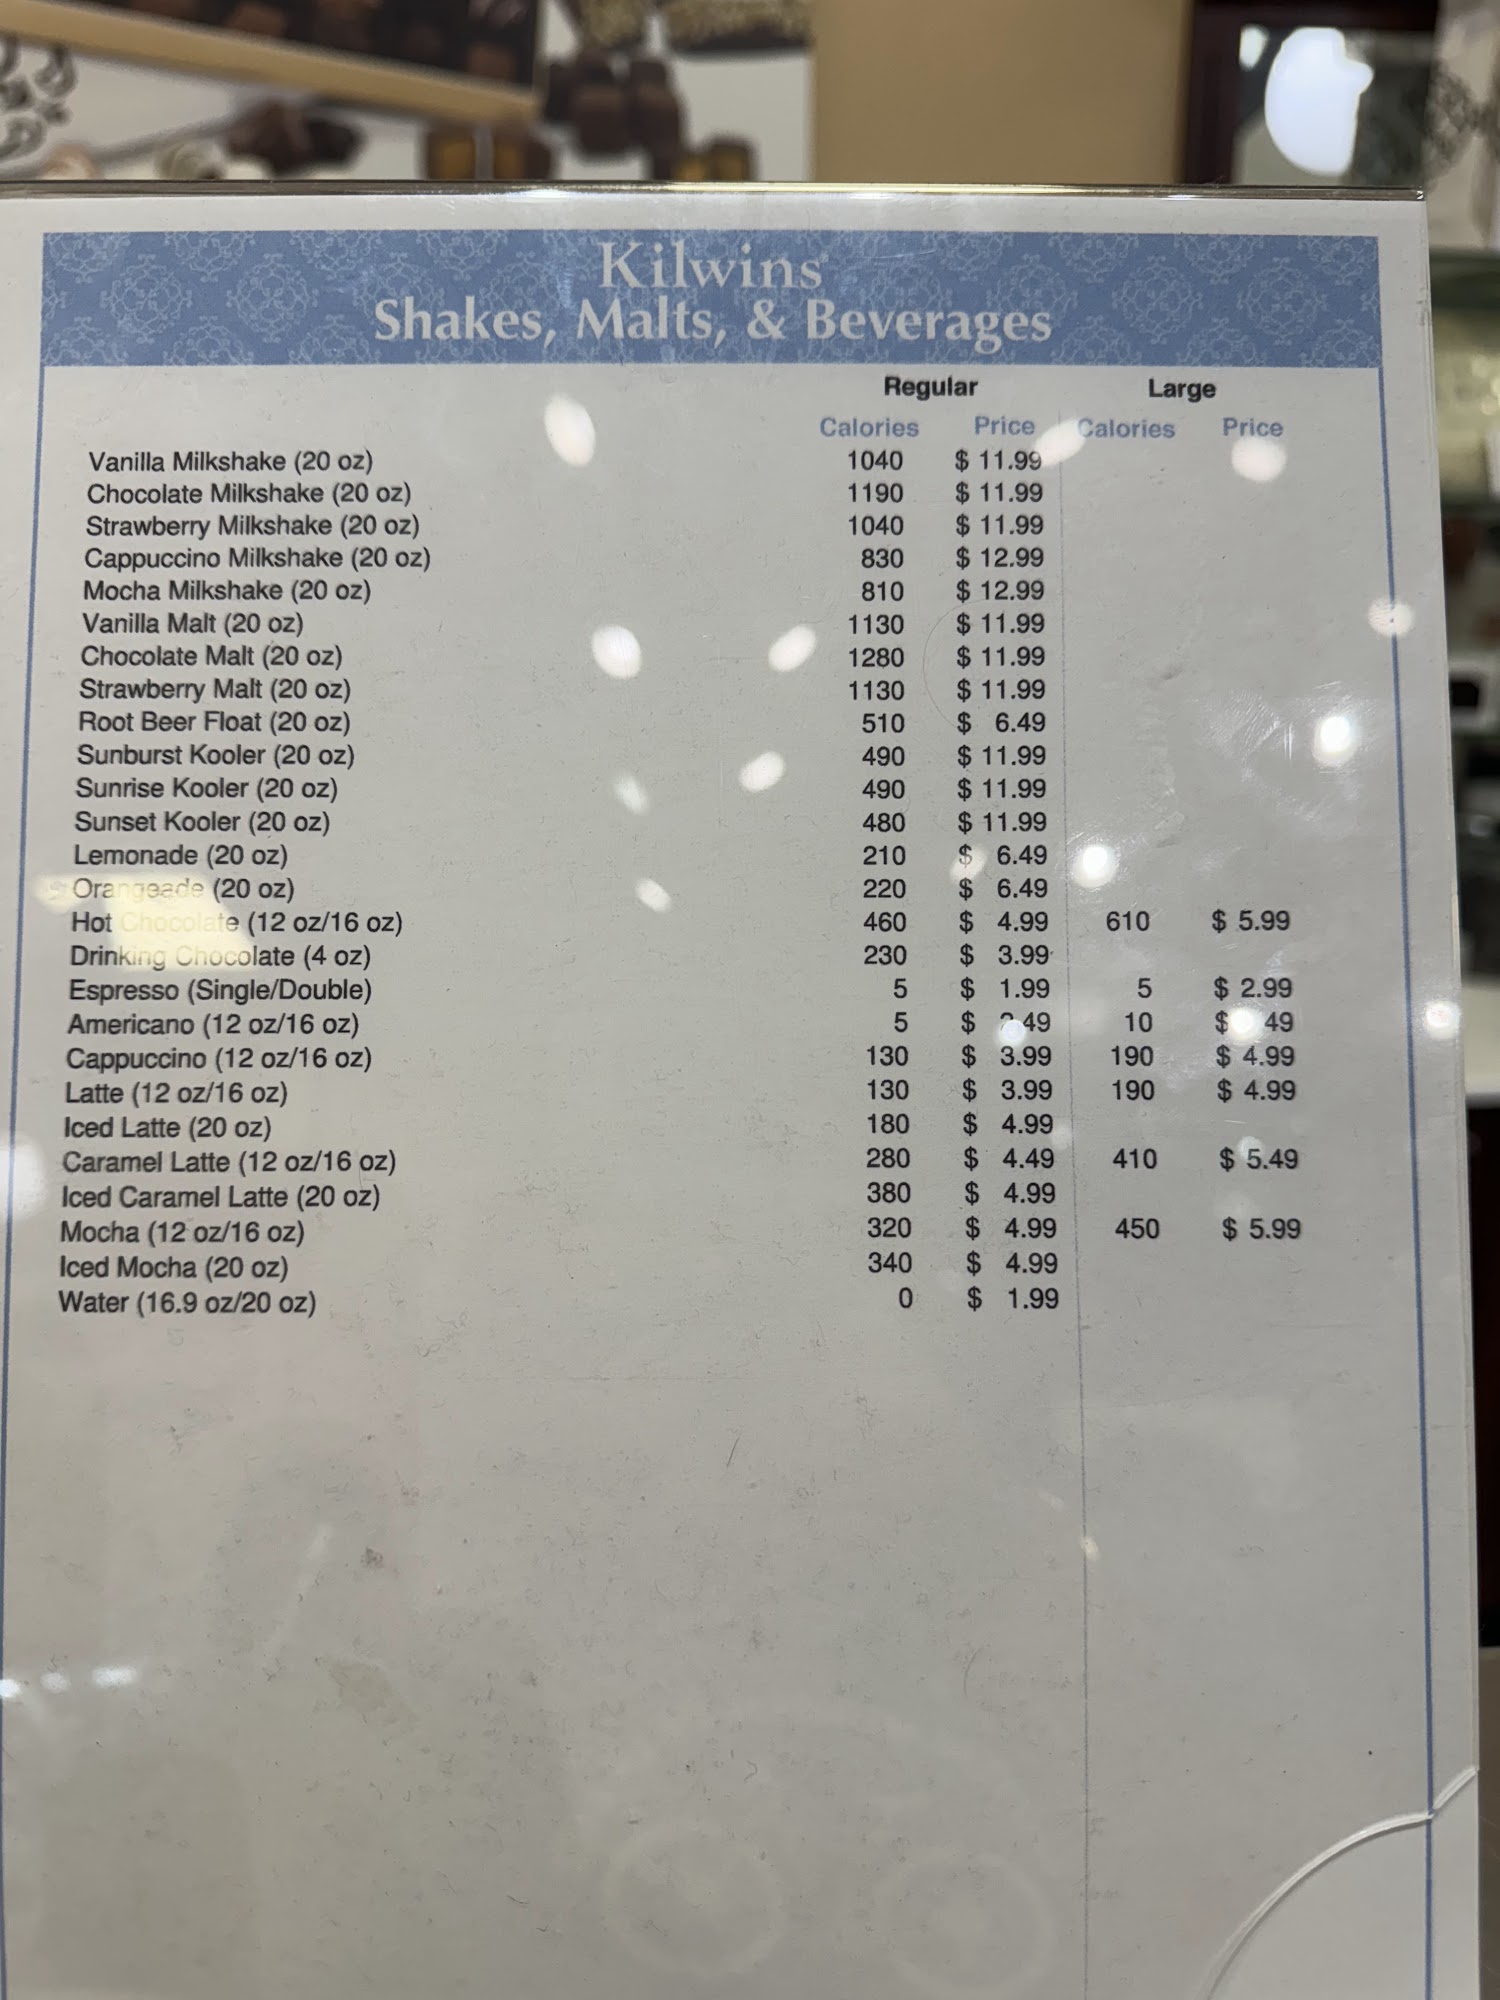 Kilwins
Shakes, Malts, & Beverages
Regular Large
Calories Price Calories Price
Vanilla Milkshake (20 oz) 1040 $ 11.99
Chocolate Milkshake (20 oz) 1190 $ 11.99
Strawberry Milkshake (20 oz) 1040 $ 11.99
Cappuccino Milkshake (20 oz) 830 $ 12.99
Mocha Milkshake (20 oz) 810 $ 12.99
Vanilla Malt (20 oz) 1130 $ 11.99
Chocolate Malt (20 oz) 1280 $ 11.99
Strawberry Malt (20 oz) 1130 $ 11.99
Root Beer Float (20 oz) 510 $ 6.49
Sunburst Kooler (20 oz) 490 $ 11.99
Sunrise Kooler (20 oz) 490 $ 11.99
Sunset Kooler (20 oz) 480 $ 11.99
Lemonade (20 oz) 210 $ 6.49
Orangeade (20 oz) 220 $ 6.49
Hot Chocolate (12 oz/16 oz) 460 $ 4.99 610 $ 5.99
Drinking Chocolate (4 oz) 230 $ 3.99
Espresso (Single/Double) 5 $ 1.99 5 $ 2.99
Americano (12 oz/16 oz) 5 $ 10 $
Cappuccino (12 oz/16 oz) 130 $ 3.99 190 $ 4.99
Latte (12 oz/16 oz) 130 $ 3.99 190 $ 4.99
Iced Latte (20 oz) 180 $ 4.99
Caramel Latte (12 oz/16 oz) 280 $ 4.49 410 $ 5.49
Iced Caramel Latte (20 oz) 380 $ 4.99
Mocha (12 oz/16 oz) 320 $ 4.99 450 $ 5.99
Iced Mocha (20 oz) 340 $ 4.99
Water (16.9 oz/20 oz) 0 $ 1.99